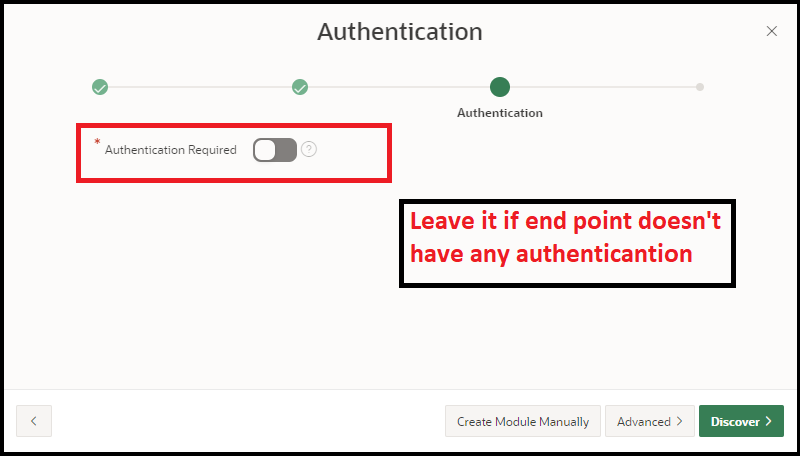 Authentication
Authentication
* Authentication Required
?
Leave it if end point doesn't
have any authenticantion
Create Module Manually
Advanced
Discover